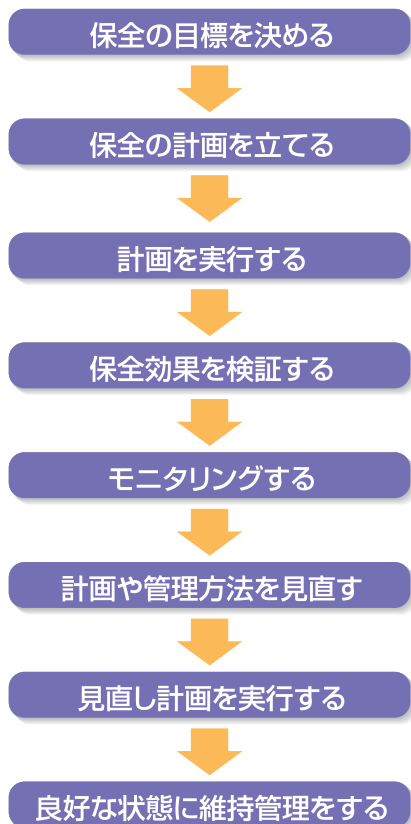 保全の目標を決める
保全の計画を立てる
計画を実行する
保全効果を検証する
モニタリングする
計画や管理方法を見直す
見直し計画を実行する
良好な状態に維持管理をする